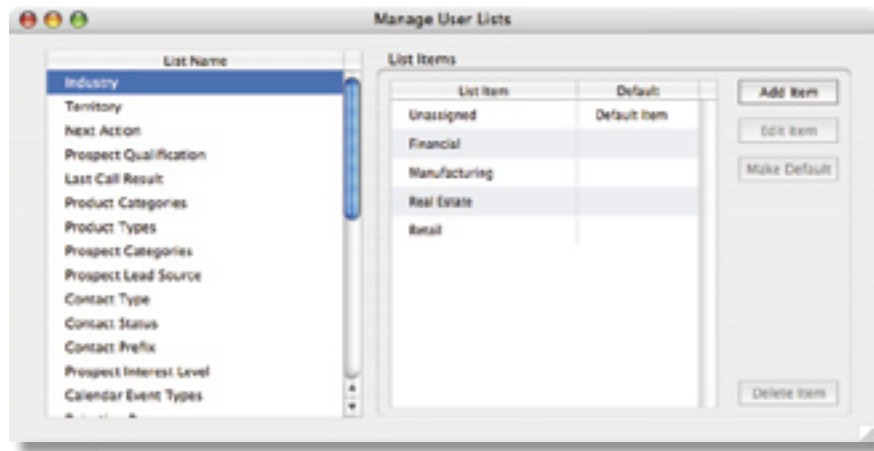 Manage User Lists
List Name
Industry
Territory
Next Action
Prospect Qualification
Last Call Result
Product Categories
Product Types
Prospect Categories
Prospect Lead Source
Contact Type
Contact Status
Contact Prefix
Prospect Interest Level
Calendar Event Types
List Items
List Item Default
Unassigned Default Item
Financial
Manufacturing
Real Estate
Retail
Add Item
Edit Item
Make Default
Delete Item